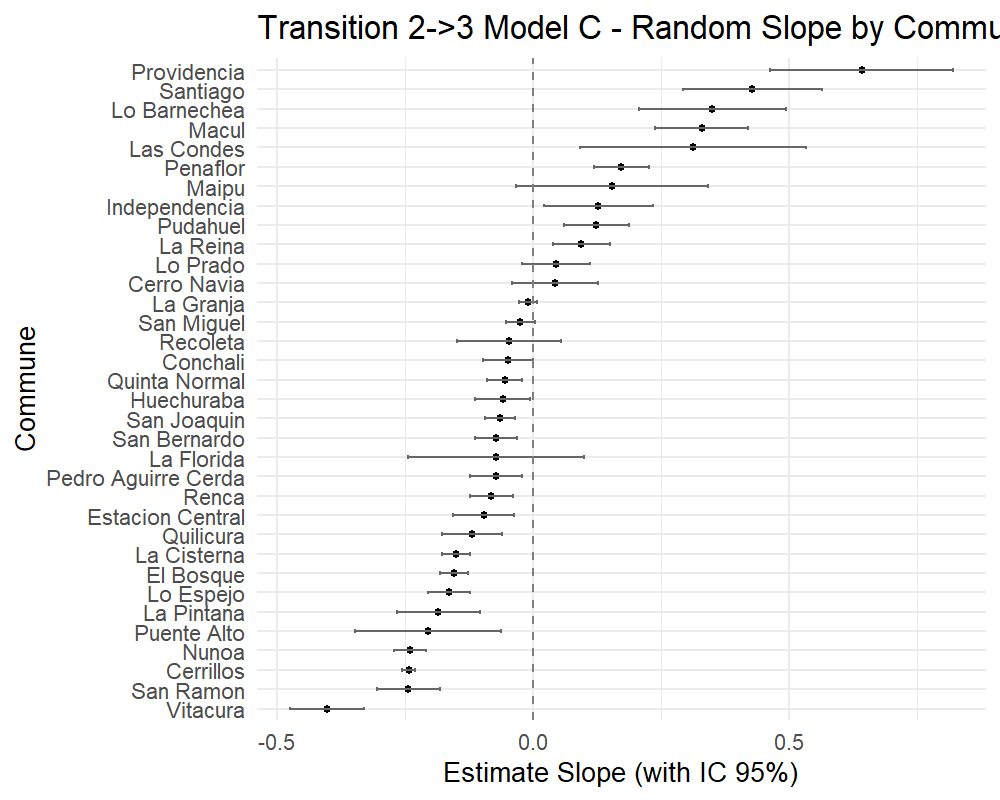 Transition 2->3 Model C - Random Slope by Commu
Providencia
Santiago
Lo Barnechea
Macul
Las Condes
Penaflor
Maipu
Independencia
Pudahuel
La Reina
Lo Prado
Cerro Navia
La Granja
San Miguel
Recoleta
Conchali
Quinta Normal
Huechuraba
San Joaquin
San Bernardo
La Florida
Pedro Aguirre Cerda
Renca
Estacion Central
Quilicura
La Cisterna
El Bosque
Lo Espejo
La Pintana
Puente Alto
Nunoa
Cerrillos
San Ramon
Vitacura
Commune
-0.5 0.0 0.5
Estimate Slope (with IC 95%)